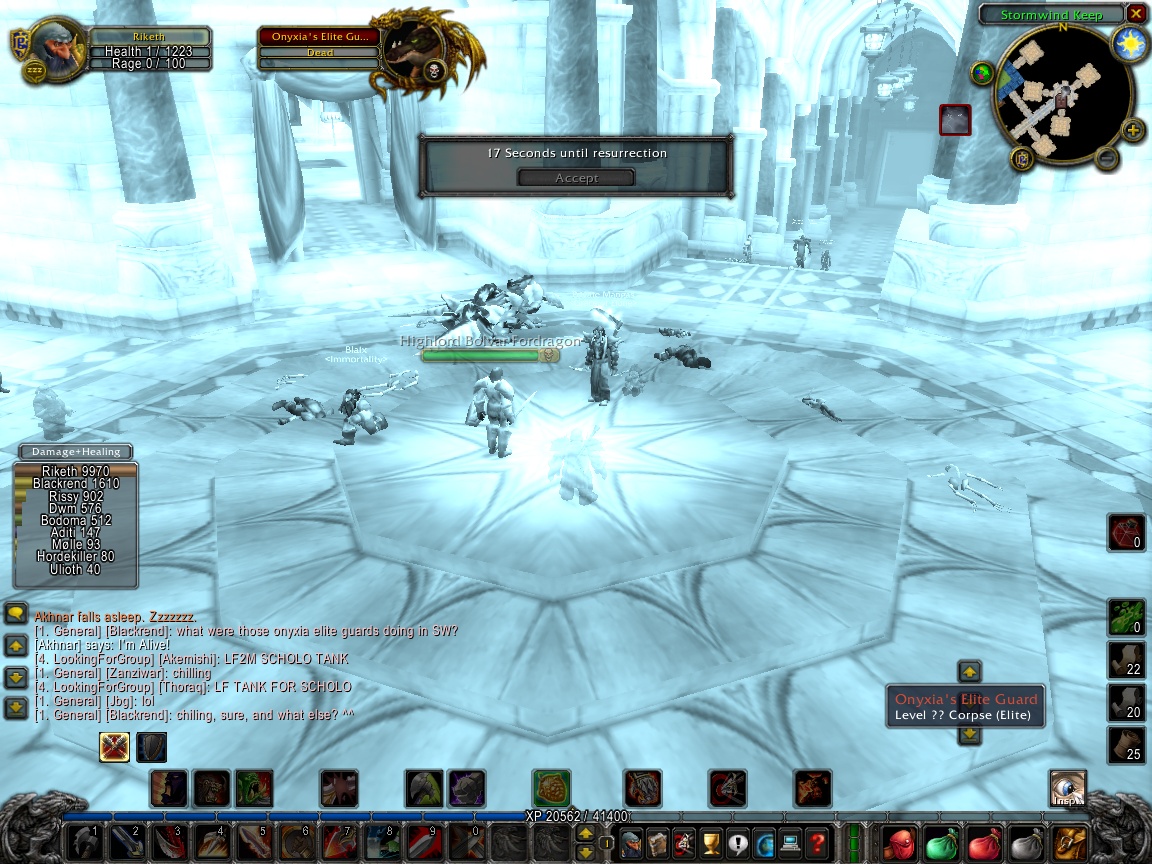 Riketh
Health 1 / 1223
Rage 0 / 100
zzz
Onyxia's Elite Gu...
Dead
Stormwind Keep
N
17 Seconds until resurrection
Accept
Highlord Bolvar Fordragon
Blaix
<Immortality>
Damage+Healing
Riketh 9970
Blackrend 1610
Rissy 902
Dwm 576
Bodoma 512
Aditi 147
Mølle 93
Hordekiller 80
Ulioth 40
Akhnar falls asleep. Zzzzzzz.
[1. General] [Blackrend]: what were those onyxia elite guards doing in SW?
[Akhnar] says: I'm Alive!
[4. LookingForGroup] [Akemishi]: LF2M SCHOLO TANK
[1. General] [Zanziwar]: chilling
[4. LookingForGroup] [Thoraq]: LF TANK FOR SCHOLO
[1. General] [Jbg]: lol
[1. General] [Blackrend]: chiling, sure, and what else? ^^
Onyxia's Elite Guard
Level ?? Corpse (Elite)
0
0
22
20
25
Insp
XP 20562 / 41400
1 2 3 4 5 6 7 8 9 0
1